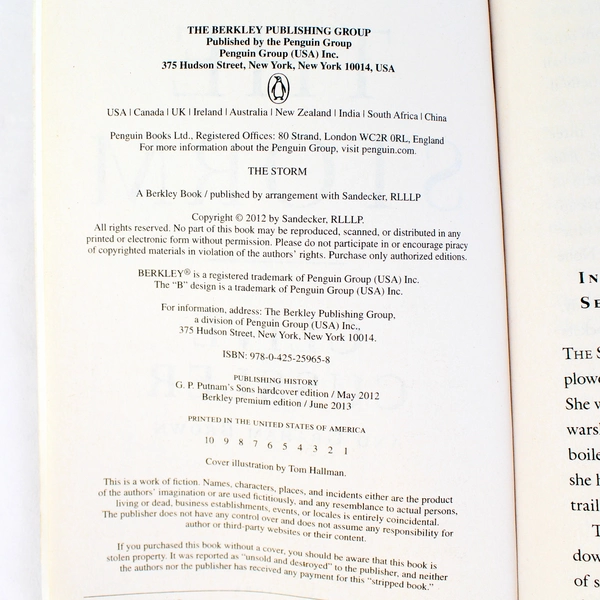 THE BERKLEY PUBLISHING GROUP
Published by the Penguin Group
Penguin Group (USA) Inc.
375 Hudson Street, New York, New York 10014, USA
USA | Canada | UK | Ireland | Australia | New Zealand | India | South Africa | China
Penguin Books Ltd., Registered Offices: 80 Strand, London WC2R 0RL, England
For more information about the Penguin Group, visit penguin.com.
THE STORM
A Berkley Book / published by arrangement with Sandecker, RLLLP
Copyright © 2012 by Sandecker, RLLLP.
All rights reserved. No part of this book may be reproduced, scanned, or distributed in any
printed or electronic form without permission. Please do not participate in or encourage piracy
of copyrighted materials in violation of the authors' rights. Purchase only authorized editions.
BERKLEY® is a registered trademark of Penguin Group (USA) Inc.
The "B" design is a trademark of Penguin Group (USA) Inc.
For information, address: The Berkley Publishing Group,
a division of Penguin Group (USA) Inc.,
375 Hudson Street, New York, New York 10014.
ISBN: 978-0-425-25965-8
PUBLISHING HISTORY
G. P. Putnam's Sons hardcover edition / May 2012
Berkley premium edition / June 2013
PRINTED IN THE UNITED STATES OF AMERICA
10 9 8 7 6 5 4 3 2 1
Cover illustration by Tom Hallman.
This is a work of fiction. Names, characters, places, and incidents either are the product
of the authors' imagination or are used fictitiously, and any resemblance to actual persons,
living or dead, business establishments, events, or locales is entirely coincidental.
The publisher does not have any control over and does not assume any responsibility for
author or third-party websites or their content.
If you purchased this book without a cover, you should be aware that this book is
stolen property. It was reported as "unsold and destroyed" to the publisher, and neither
the authors nor the publisher has received any payment for this "stripped book."
IN
SE
THE S
plowe
She w
wars
boile
she h
trail
T
dow
of s